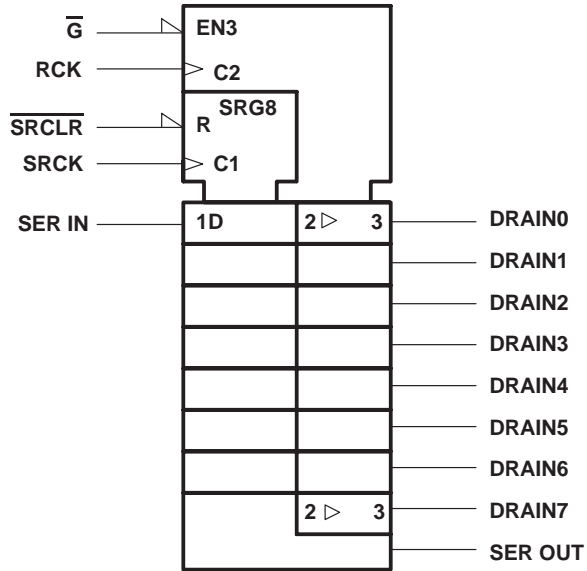 G̅ EN3
RCK C2
SRG8
S̅R̅C̅L̅R̅ R
SRCK C1
SER IN 1D 2 ▷ 3 DRAIN0
DRAIN1
DRAIN2
DRAIN3
DRAIN4
DRAIN5
DRAIN6
2 ▷ 3 DRAIN7
SER OUT